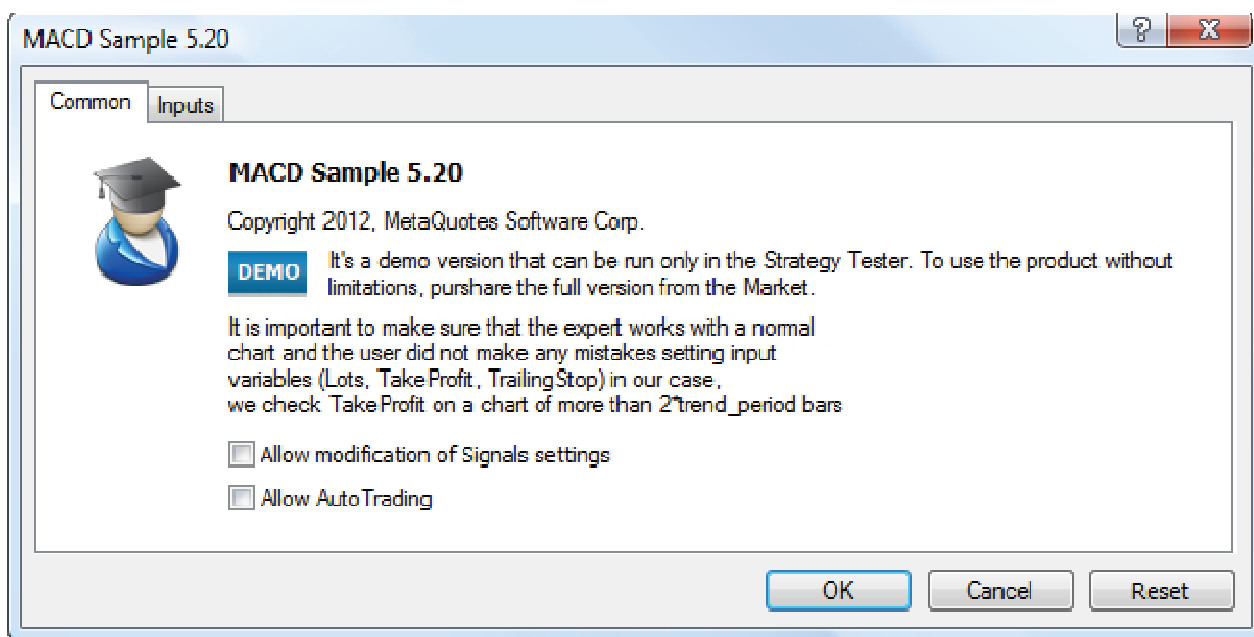 MACD Sample 5.20
Common
Inputs
MACD Sample 5.20
Copyright 2012, MetaQuotes Software Corp.
DEMO
It's a demo version that can be run only in the Strategy Tester. To use the product without
limitations, purshare the full version from the Market.
It is important to make sure that the expert works with a normal
chart and the user did not make any mistakes setting input
variables (Lots, TakeProfit, TrailingStop) in our case,
we check TakeProfit on a chart of more than 2*trend_period bars
Allow modification of Signals settings
Allow AutoTrading
OK
Cancel
Reset